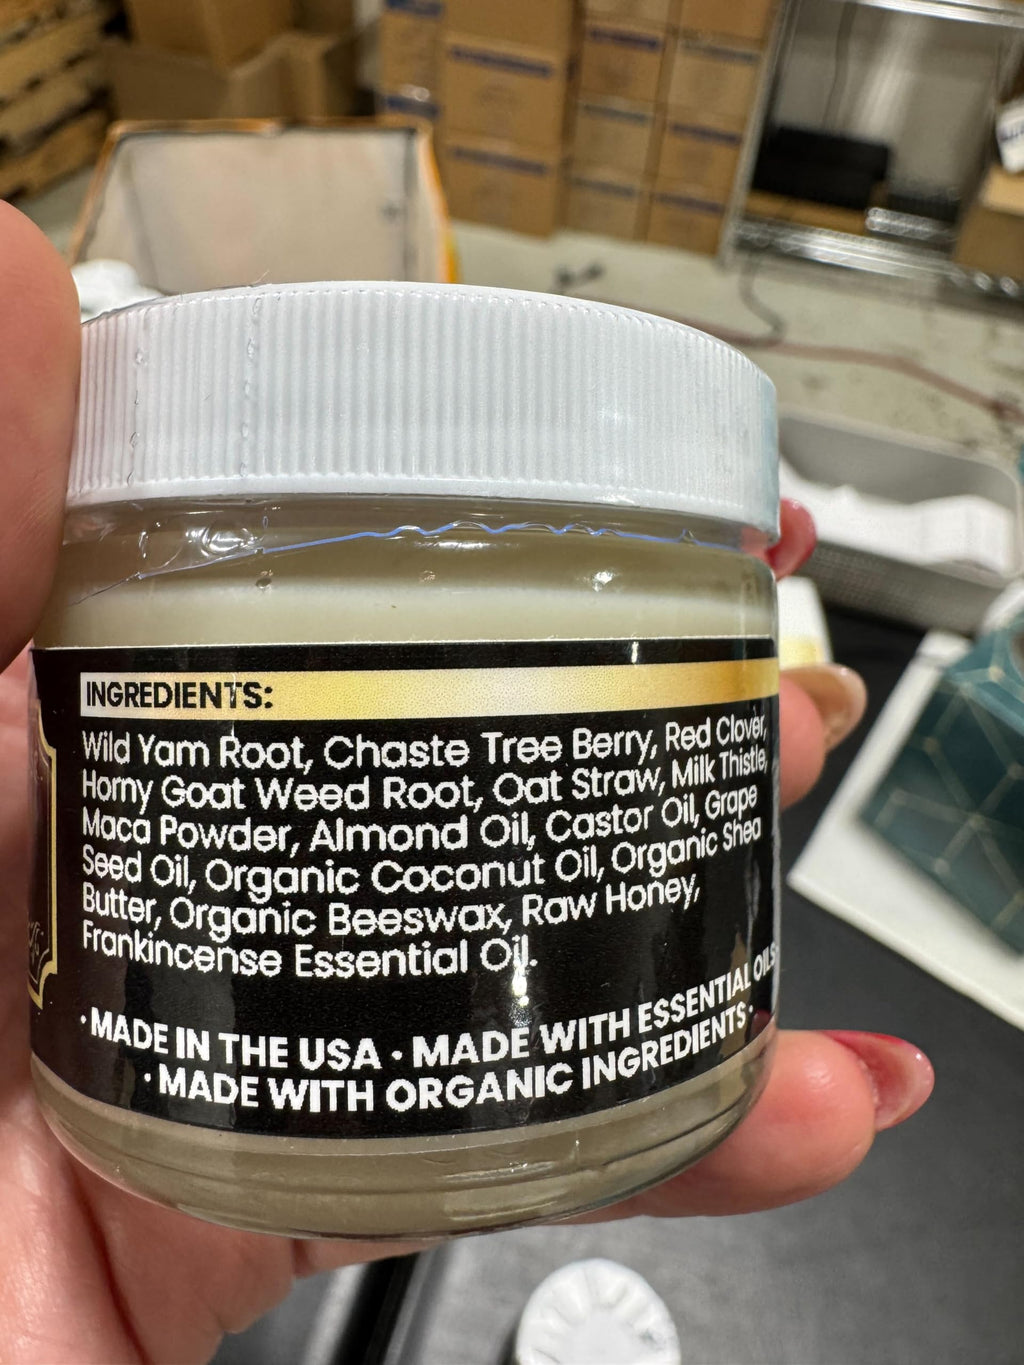 INGREDIENTS:
Wild Yam Root, Chaste Tree Berry, Red Clover,
Horny Goat Weed Root, Oat Straw, Milk Thistle,
Maca Powder, Almond Oil, Castor Oil, Grape
Seed Oil, Organic Coconut Oil, Organic Shea
Butter, Organic Beeswax, Raw Honey,
Frankincense Essential Oil.
• MADE IN THE USA • MADE WITH ESSENTIAL OILS
• MADE WITH ORGANIC INGREDIENTS •